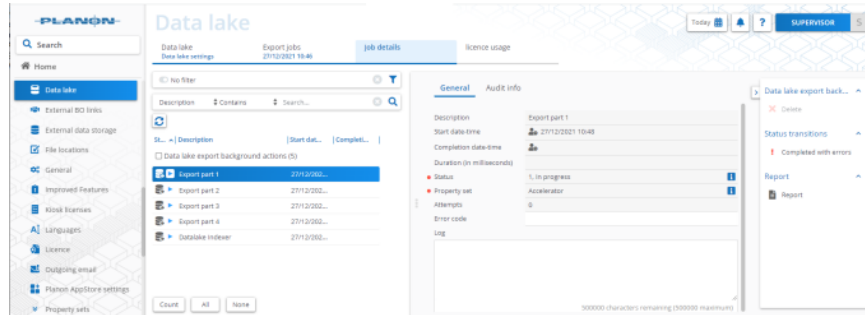 PLANON
Data lake
Today
?
SUPERVISOR
S
Search
Home
Data lake
External BO links
External data storage
File locations
General
Improved Features
Kiosk licenses
Languages
Licence
Outgoing email
Planon AppStore settings
Property sets
Data lake
Data lake settings
Export jobs
27/12/2021 10:46
Job details
licence usage
No filter
Description
Contains
Search...
St...
Description
Start dat...
Completi...
Data lake export background actions (5)
Export part 1 27/12/202...
Export part 2 27/12/202...
Export part 3 27/12/202...
Export part 4 27/12/202...
Datalake Indexer 27/12/202...
Count
All
None
General
Audit info
Description Export part 1
Start date-time 27/12/2021 10:48
Completion date-time
Duration (in milliseconds)
Status 1, In progress
Property set Accelerator
Attempts 0
Error code
Log
500000 characters remaining (500000 maximum)
Data lake export back...
Delete
Status transitions
Completed with errors
Report
Report